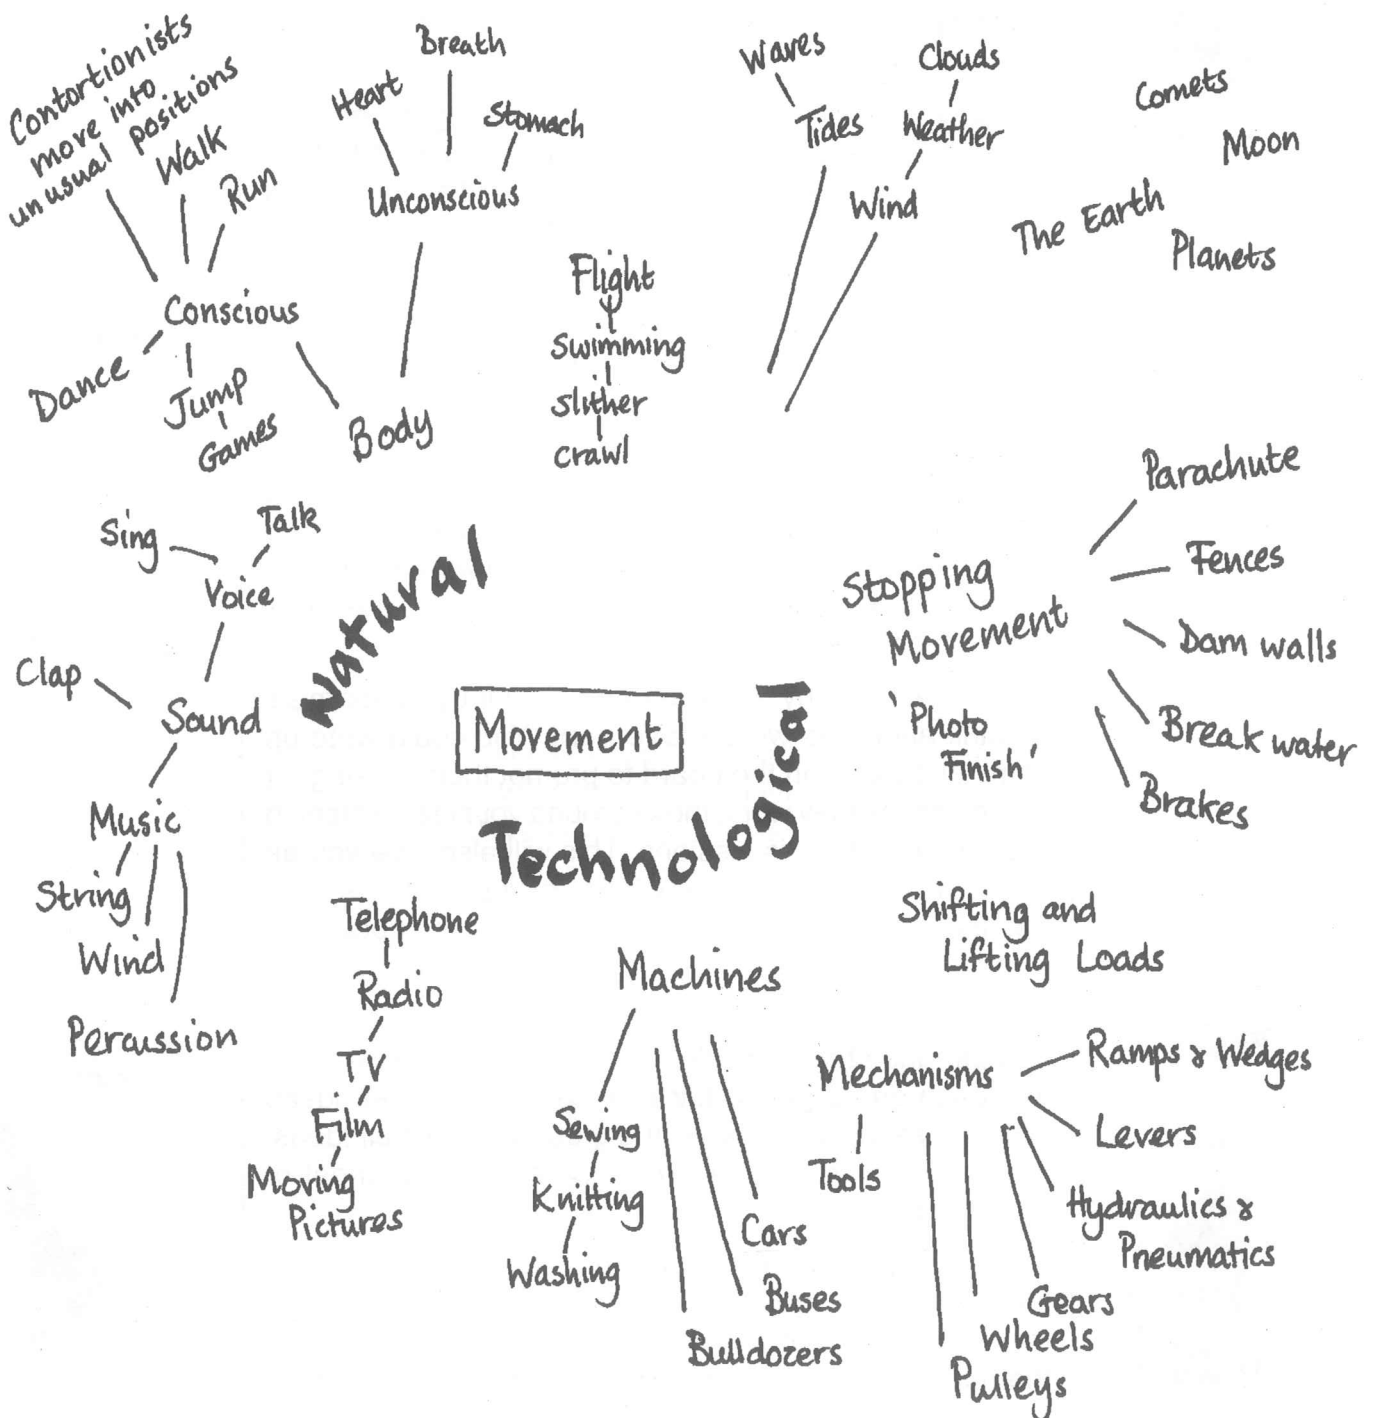 Contortionists
move into
unusual positions
Walk
Run
Conscious
Dance
Jump
Games
Body
Heart
Breath
Stomach
Unconscious
Flight
Swimming
slither
crawl
Waves
Tides
Clouds
Weather
Wind
Comets
Moon
The Earth
Planets
Sing
Talk
Voice
Clap
Sound
Music
String
Wind
Percussion
Natural
Movement
Technological
Stopping
Movement
'Photo
Finish'
Parachute
Fences
Dam walls
Break water
Brakes
Telephone
Radio
TV
Film
Moving
Pictures
Machines
Sewing
Knitting
Washing
Cars
Buses
Bulldozers
Shifting and
Lifting Loads
Mechanisms
Tools
Ramps & Wedges
Levers
Hydraulics &
Pneumatics
Gears
Wheels
Pulleys